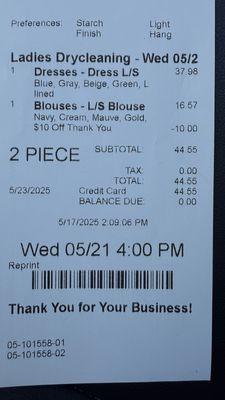 Preferences: Starch Light
Finish Hang
Ladies Drycleaning - Wed 05/2
1 Dresses - Dress L/S 37.98
Blue, Gray, Beige, Green, L
lined
1 Blouses - L/S Blouse 16.57
Navy, Cream, Mauve, Gold,
$10 Off Thank You -10.00
2 PIECE SUBTOTAL: 44.55
TAX: 0.00
TOTAL: 44.55
5/23/2025 Credit Card 44.55
BALANCE DUE: 0.00
5/17/2025 2:09:06 PM
Wed 05/21 4:00 PM
Reprint
Thank You for Your Business!
05-101558-01
05-101558-02